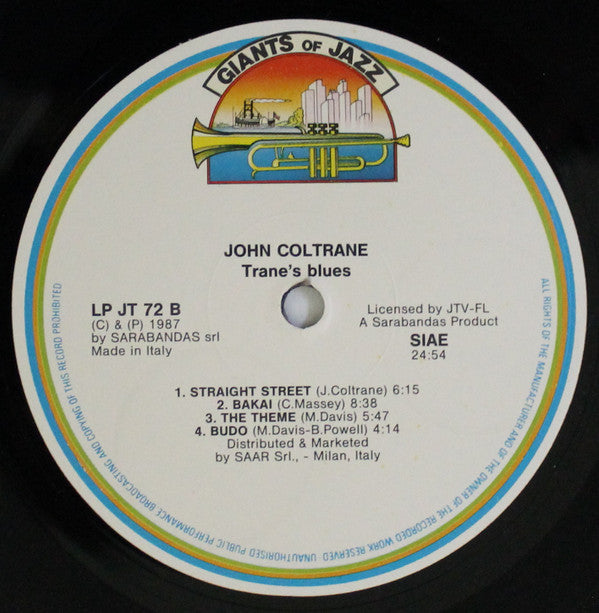 GIANTS OF JAZZ
JOHN COLTRANE
Trane's blues
LP JT 72 B
(C) & (P) 1987
by SARABANDAS srl
Made in Italy
Licensed by JTV-FL
A Sarabandas Product
SIAE
24:54
1. STRAIGHT STREET (J.Coltrane) 6:15
2. BAKAI (C.Massey) 8:38
3. THE THEME (M.Davis) 5:47
4. BUDO (M.Davis-B.Powell) 4:14
Distributed & Marketed
by SAAR Srl., - Milan, Italy
ALL RIGHTS OF THE MANUFACTURER AND OF THE OWNER OF THE RECORDED WORK RESERVED UNAUTHORISED PUBLIC PERFORMANCE BROADCASTING AND COPYING OF THIS RECORD PROHIBITED